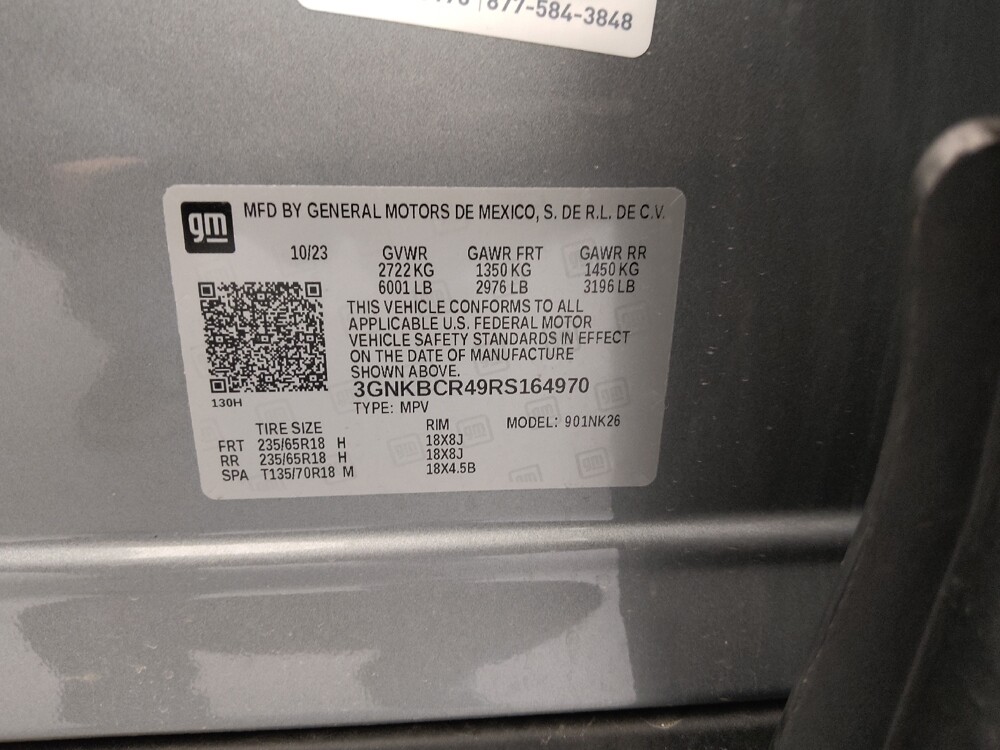 877-584-3848
gm
MFD BY GENERAL MOTORS DE MEXICO, S. DE R.L. DE C.V.
10/23 GVWR GAWR FRT GAWR RR
2722 KG 1350 KG 1450 KG
6001 LB 2976 LB 3196 LB
THIS VEHICLE CONFORMS TO ALL
APPLICABLE U.S. FEDERAL MOTOR
VEHICLE SAFETY STANDARDS IN EFFECT
ON THE DATE OF MANUFACTURE
SHOWN ABOVE.
3GNKBCR49RS164970
130H
TYPE: MPV
TIRE SIZE RIM MODEL: 901NK26
FRT 235/65R18 H 18X8J
RR 235/65R18 H 18X8J
SPA T135/70R18 M 18X4.5B